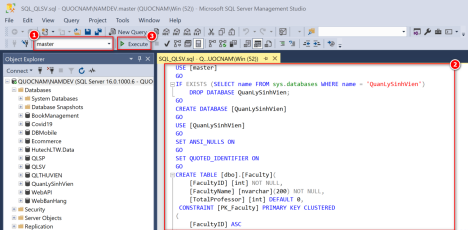 SQL_QLSV.sql - QUOCNAM\NAMDEV.master (QUOCNAM\Win (52)) - Microsoft SQL Server Management Studio
File Edit View Query Project Tools Window Help
New Query
1
master
Execute
3
Object Explorer
SQL_QLSV.sql - Q...UOCNAM\Win (52))
Connect
QUOCNAM\NAMDEV (SQL Server 16.0.1000.6 - QUO
Databases
System Databases
Database Snapshots
BookManagement
Covid19
DBMobile
Ecommerce
HutechLTW.Data
QLSP
QLSV
QLTHUVIEN
QuanLySinhVien
WebAPI
WebBanHang
Security
Server Objects
Replication
2
USE [master]
GO
IF EXISTS (SELECT name FROM sys.databases WHERE name = 'QuanLySinhVien')
DROP DATABASE QuanLySinhVien;
GO
CREATE DATABASE [QuanLySinhVien]
GO
USE [QuanLySinhVien]
GO
SET ANSI_NULLS ON
GO
SET QUOTED_IDENTIFIER ON
GO
CREATE TABLE [dbo].[Faculty](
[FacultyID] [int] NOT NULL,
[FacultyName] [nvarchar](200) NOT NULL,
[TotalProfessor] [int] DEFAULT 0,
CONSTRAINT [PK_Faculty] PRIMARY KEY CLUSTERED
(
[FacultyID] ASC